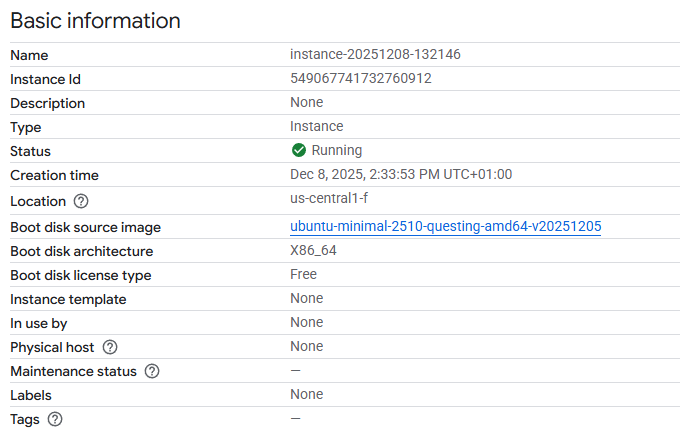 Basic information
Name instance-20251208-132146
Instance Id 549067741732760912
Description None
Type Instance
Status Running
Creation time Dec 8, 2025, 2:33:53 PM UTC+01:00
Location us-central1-f
Boot disk source image ubuntu-minimal-2510-questing-amd64-v20251205
Boot disk architecture X86_64
Boot disk license type Free
Instance template None
In use by None
Physical host None
Maintenance status —
Labels None
Tags —